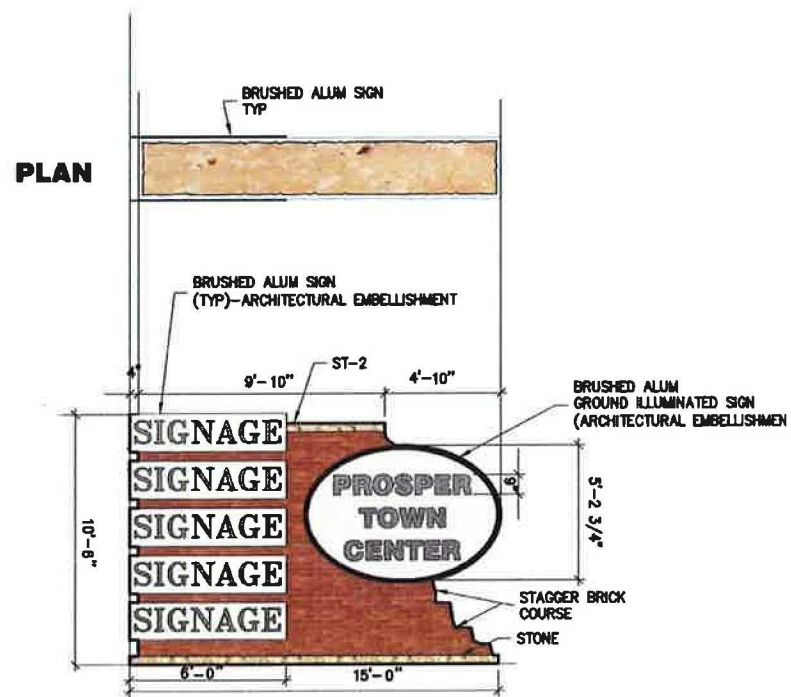 BRUSHED ALUM SIGN
TYP
PLAN
BRUSHED ALUM SIGN
(TYP)-ARCHITECTURAL EMBELLISHMENT
4"
9'-10"
ST-2
4'-10"
BRUSHED ALUM
GROUND ILLUMINATED SIGN
(ARCHITECTURAL EMBELLISHMEN
SIGNAGE
SIGNAGE
SIGNAGE
SIGNAGE
SIGNAGE
PROSPER
TOWN
CENTER
9"
5'-2 3/4"
10'-6"
STAGGER BRICK
COURSE
STONE
6'-0"
15'-0"